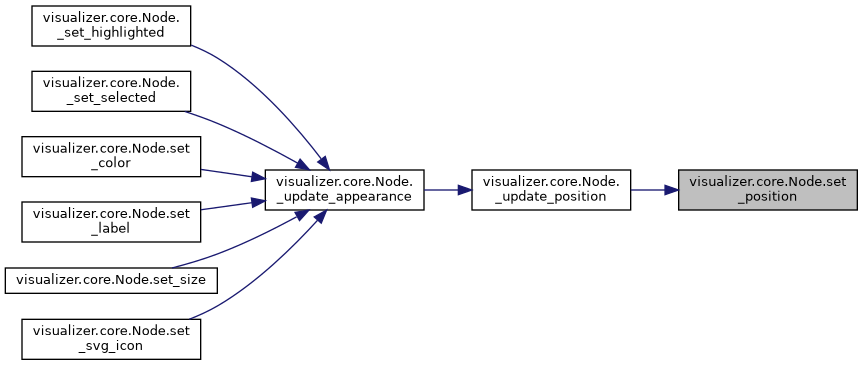 visualizer.core.Node.
_set_highlighted
visualizer.core.Node.
_set_selected
visualizer.core.Node.set
_color
visualizer.core.Node.set
_label
visualizer.core.Node.set_size
visualizer.core.Node.set
_svg_icon
visualizer.core.Node.
_update_appearance
visualizer.core.Node.
_update_position
visualizer.core.Node.set
_position